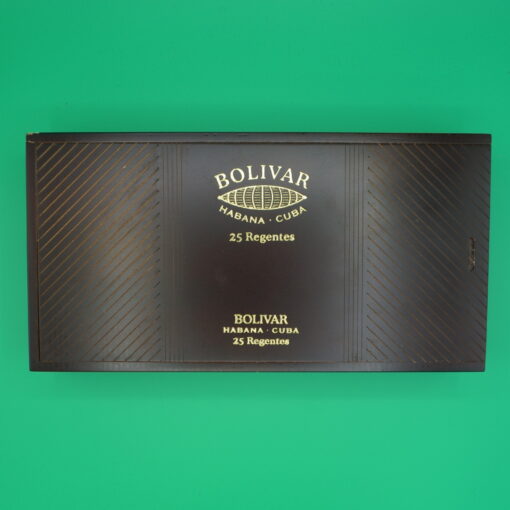 BOLIVAR
HABANA · CUBA
25 Regentes
BOLIVAR
HABANA · CUBA
25 Regentes